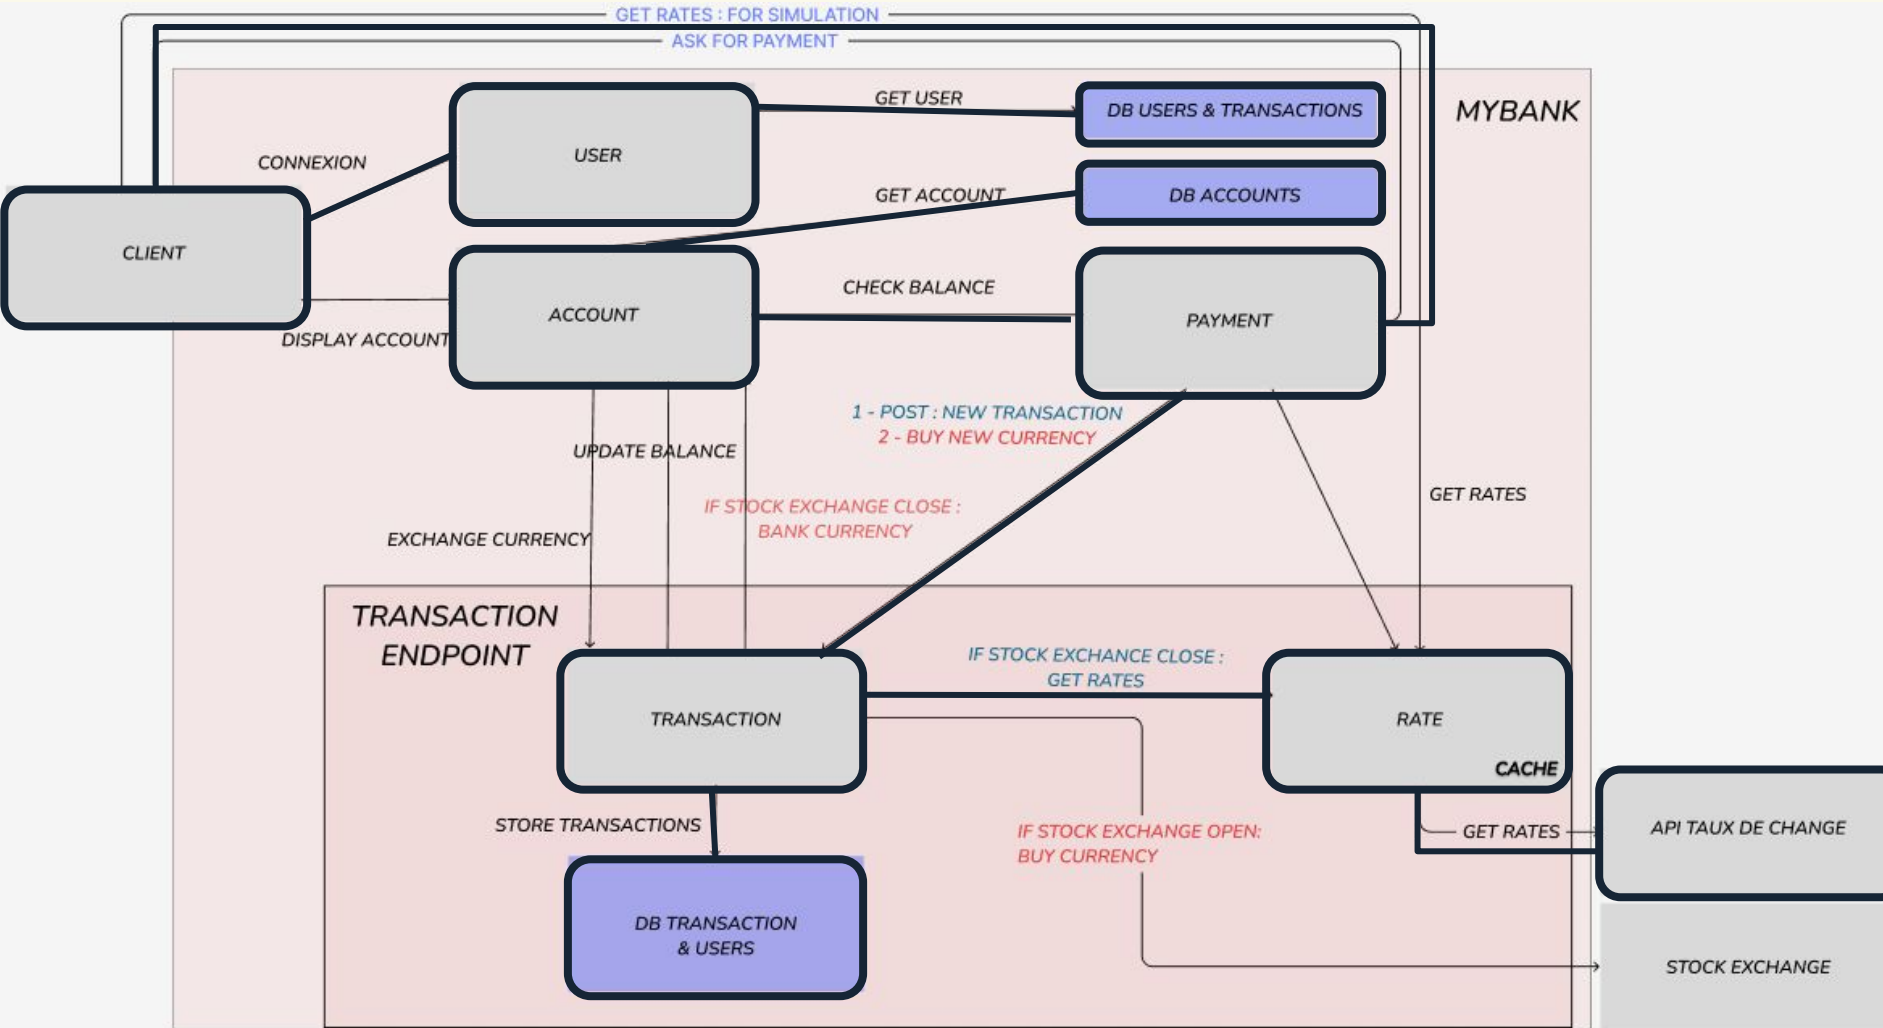 GET RATES : FOR SIMULATION
ASK FOR PAYMENT
MYBANK
GET USER
DB USERS & TRANSACTIONS
USER
CONNEXION
GET ACCOUNT
DB ACCOUNTS
CLIENT
CHECK BALANCE
ACCOUNT
PAYMENT
DISPLAY ACCOUNT
1 - POST : NEW TRANSACTION
2 - BUY NEW CURRENCY
UPDATE BALANCE
GET RATES
IF STOCK EXCHANGE CLOSE :
BANK CURRENCY
EXCHANGE CURRENCY
TRANSACTION
ENDPOINT
IF STOCK EXCHANCE CLOSE :
GET RATES
TRANSACTION
RATE
CACHE
STORE TRANSACTIONS
IF STOCK EXCHANGE OPEN:
BUY CURRENCY
GET RATES
API TAUX DE CHANGE
DB TRANSACTION
& USERS
STOCK EXCHANGE